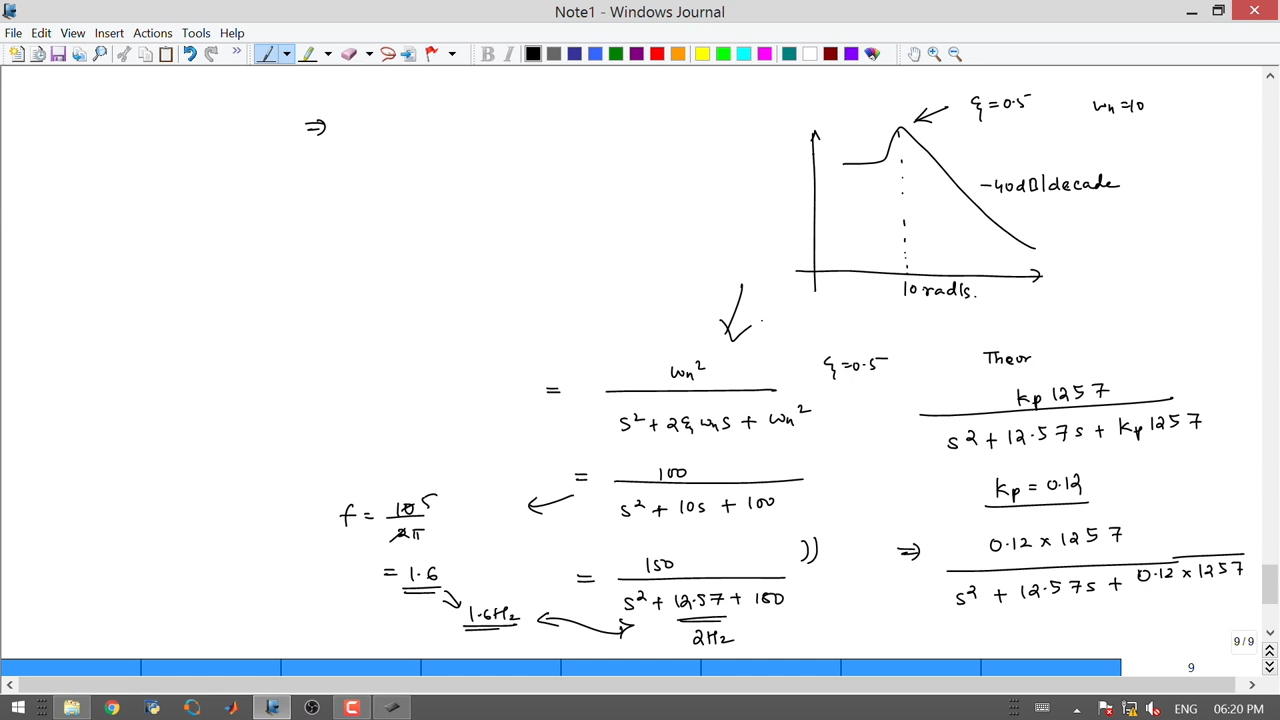 Note1 - Windows Journal
File Edit View Insert Actions Tools Help
ξ = 0.5 ωn = 10
⇒
-40dB/decade
10 rad/s.
= ωn² / (s² + 2ξωns + ωn²) ξ = 0.5
Theor
kp 1257 / (s² + 12.57s + kp 1257)
= 100 / (s² + 10s + 100)
kp = 0.12
f = 10 5 / 2π
= 1.6
1.6Hz
= 150 / (s² + 12.57 + 150) ))
2Hz
⇒ 0.12 x 1257 / (s² + 12.57s + 0.12 x 1257)
9/9
9
ENG 06:20 PM